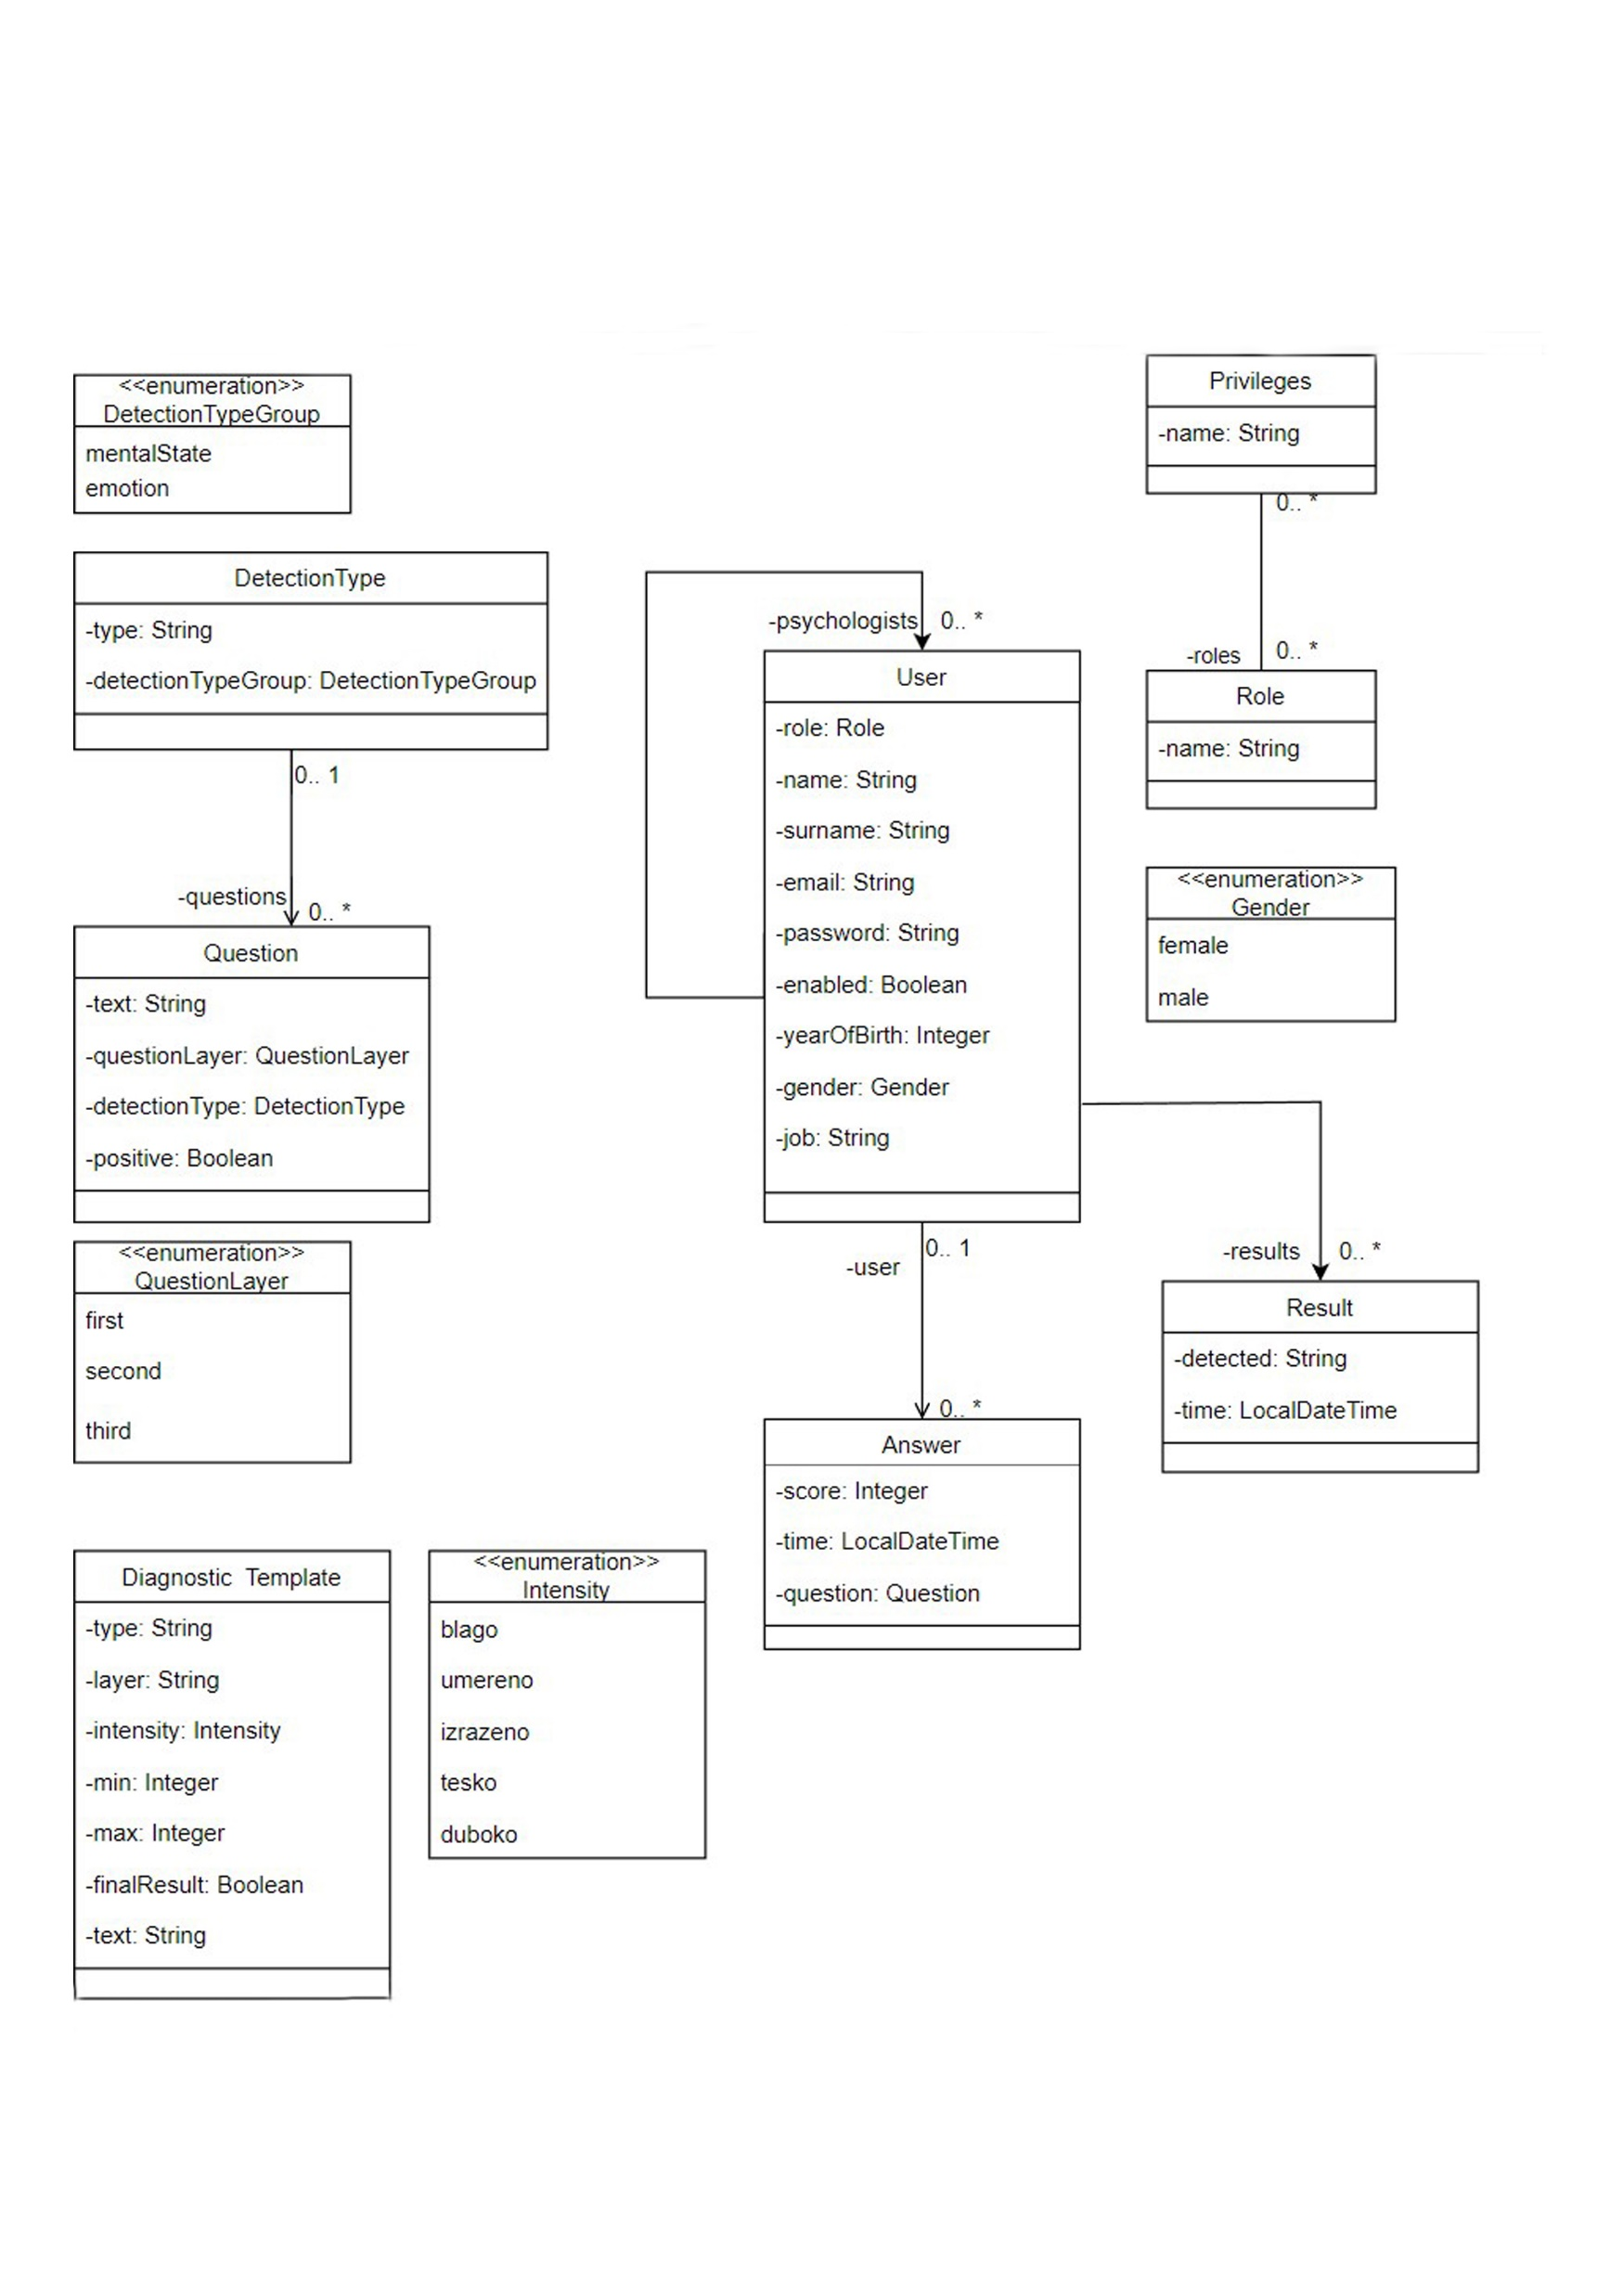 <<enumeration>>
DetectionTypeGroup
mentalState
emotion
DetectionType
-type: String
-detectionTypeGroup: DetectionTypeGroup
0.. 1
-questions
0.. *
Question
-text: String
-questionLayer: QuestionLayer
-detectionType: DetectionType
-positive: Boolean
<<enumeration>>
QuestionLayer
first
second
third
Diagnostic Template
-type: String
-layer: String
-intensity: Intensity
-min: Integer
-max: Integer
-finalResult: Boolean
-text: String
<<enumeration>>
Intensity
blago
umereno
izrazeno
tesko
duboko
-psychologists 0.. *
User
-role: Role
-name: String
-surname: String
-email: String
-password: String
-enabled: Boolean
-yearOfBirth: Integer
-gender: Gender
-job: String
0.. 1
-user
0.. *
Answer
-score: Integer
-time: LocalDateTime
-question: Question
Privileges
-name: String
0.. *
-roles 0.. *
Role
-name: String
<<enumeration>>
Gender
female
male
-results 0.. *
Result
-detected: String
-time: LocalDateTime